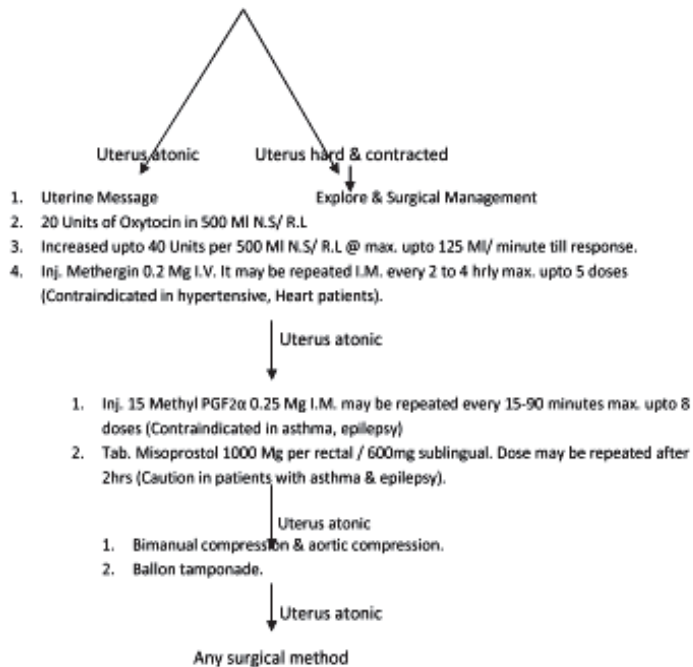 Uterus atonic Uterus hard & contracted
1. Uterine Message Explore & Surgical Management
2. 20 Units of Oxytocin in 500 Ml N.S/ R.L
3. Increased upto 40 Units per 500 Ml N.S/ R.L @ max. upto 125 Ml/ minute till response.
4. Inj. Methergin 0.2 Mg I.V. It may be repeated I.M. every 2 to 4 hrly max. upto 5 doses
(Contraindicated in hypertensive, Heart patients).
Uterus atonic
1. Inj. 15 Methyl PGF2α 0.25 Mg I.M. may be repeated every 15-90 minutes max. upto 8
doses (Contraindicated in asthma, epilepsy)
2. Tab. Misoprostol 1000 Mg per rectal / 600mg sublingual. Dose may be repeated after
2hrs (Caution in patients with asthma & epilepsy).
Uterus atonic
1. Bimanual compression & aortic compression.
2. Ballon tamponade.
Uterus atonic
Any surgical method